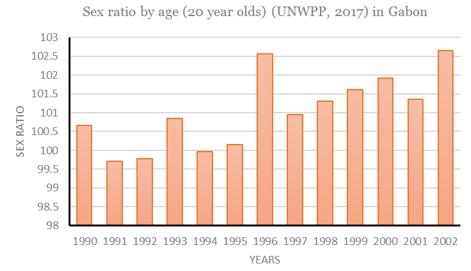 Sex ratio by age (20 year olds) (UNWPP, 2017) in Gabon
103
102.5
102
101.5
101
100.5
100
99.5
99
98.5
98
SEX RATIO
1990 1991 1992 1993 1994 1995 1996 1997 1998 1999 2000 2001 2002
YEARS